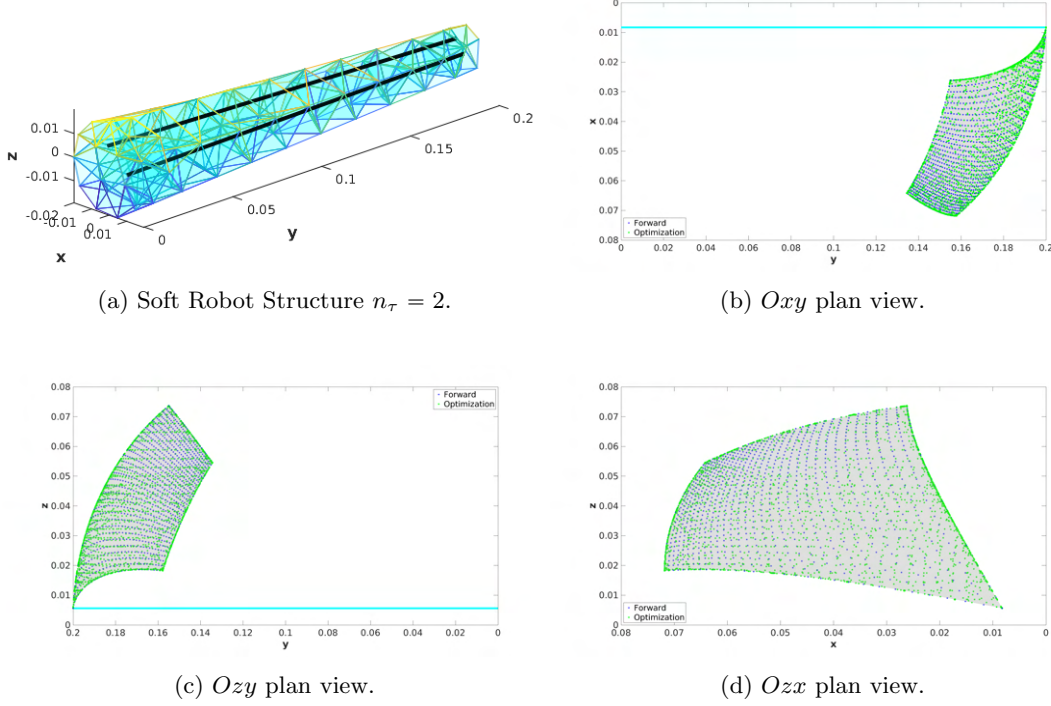 0.01
0
-0.01
-0.02
z
-0.01
0
0.01
x
0
0.05
0.1
0.15
0.2
y
(a) Soft Robot Structure nτ = 2.
0
0.01
0.02
0.03
0.04
0.05
0.06
0.07
0.08
x
Forward
Optimization
0 0.02 0.04 0.06 0.08 0.1 0.12 0.14 0.16 0.18 0.2
y
(b) Oxy plan view.
0.08
0.07
0.06
0.05
0.04
0.03
0.02
0.01
0
z
Forward
Optimization
0.2 0.18 0.16 0.14 0.12 0.1 0.08 0.06 0.04 0.02 0
y
(c) Ozy plan view.
0.08
0.07
0.06
0.05
0.04
0.03
0.02
0.01
0
z
Forward
Optimization
0.08 0.07 0.06 0.05 0.04 0.03 0.02 0.01 0
x
(d) Ozx plan view.